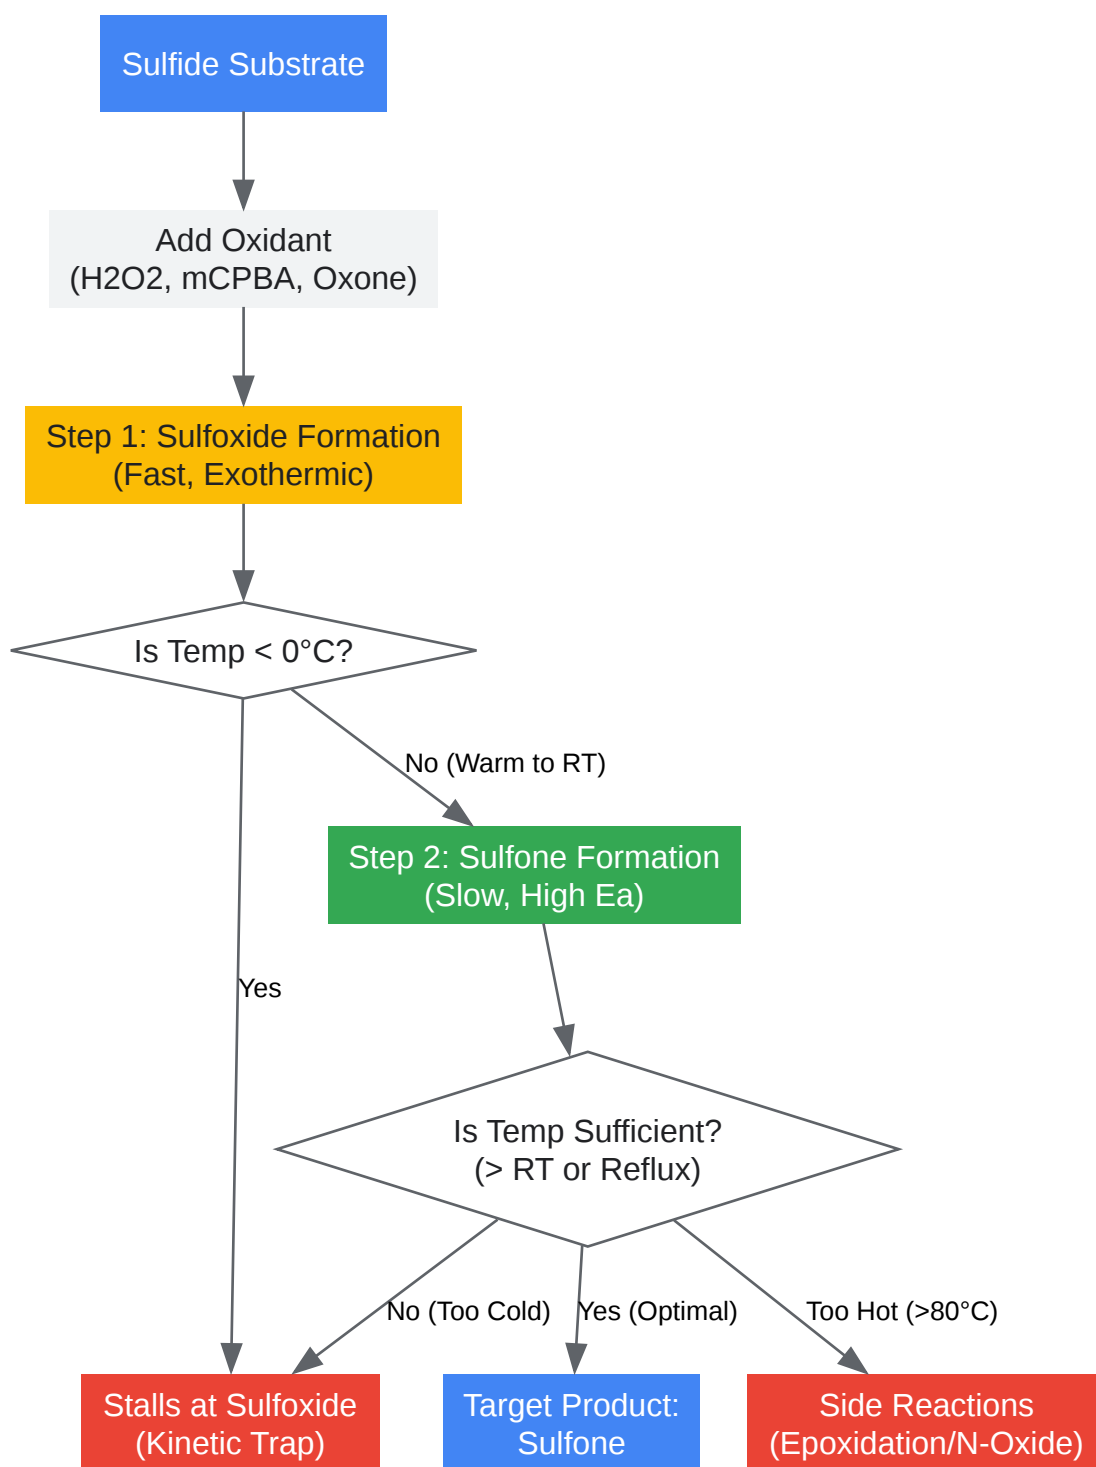 Sulfide Substrate
Add Oxidant
(H2O2, mCPBA, Oxone)
Step 1: Sulfoxide Formation
(Fast, Exothermic)
Is Temp < 0°C?
No (Warm to RT)
Step 2: Sulfone Formation
(Slow, High Ea)
Yes
Is Temp Sufficient?
(> RT or Reflux)
No (Too Cold)
Yes (Optimal)
Too Hot (>80°C)
Stalls at Sulfoxide
(Kinetic Trap)
Target Product:
Sulfone
Side Reactions
(Epoxidation/N-Oxide)